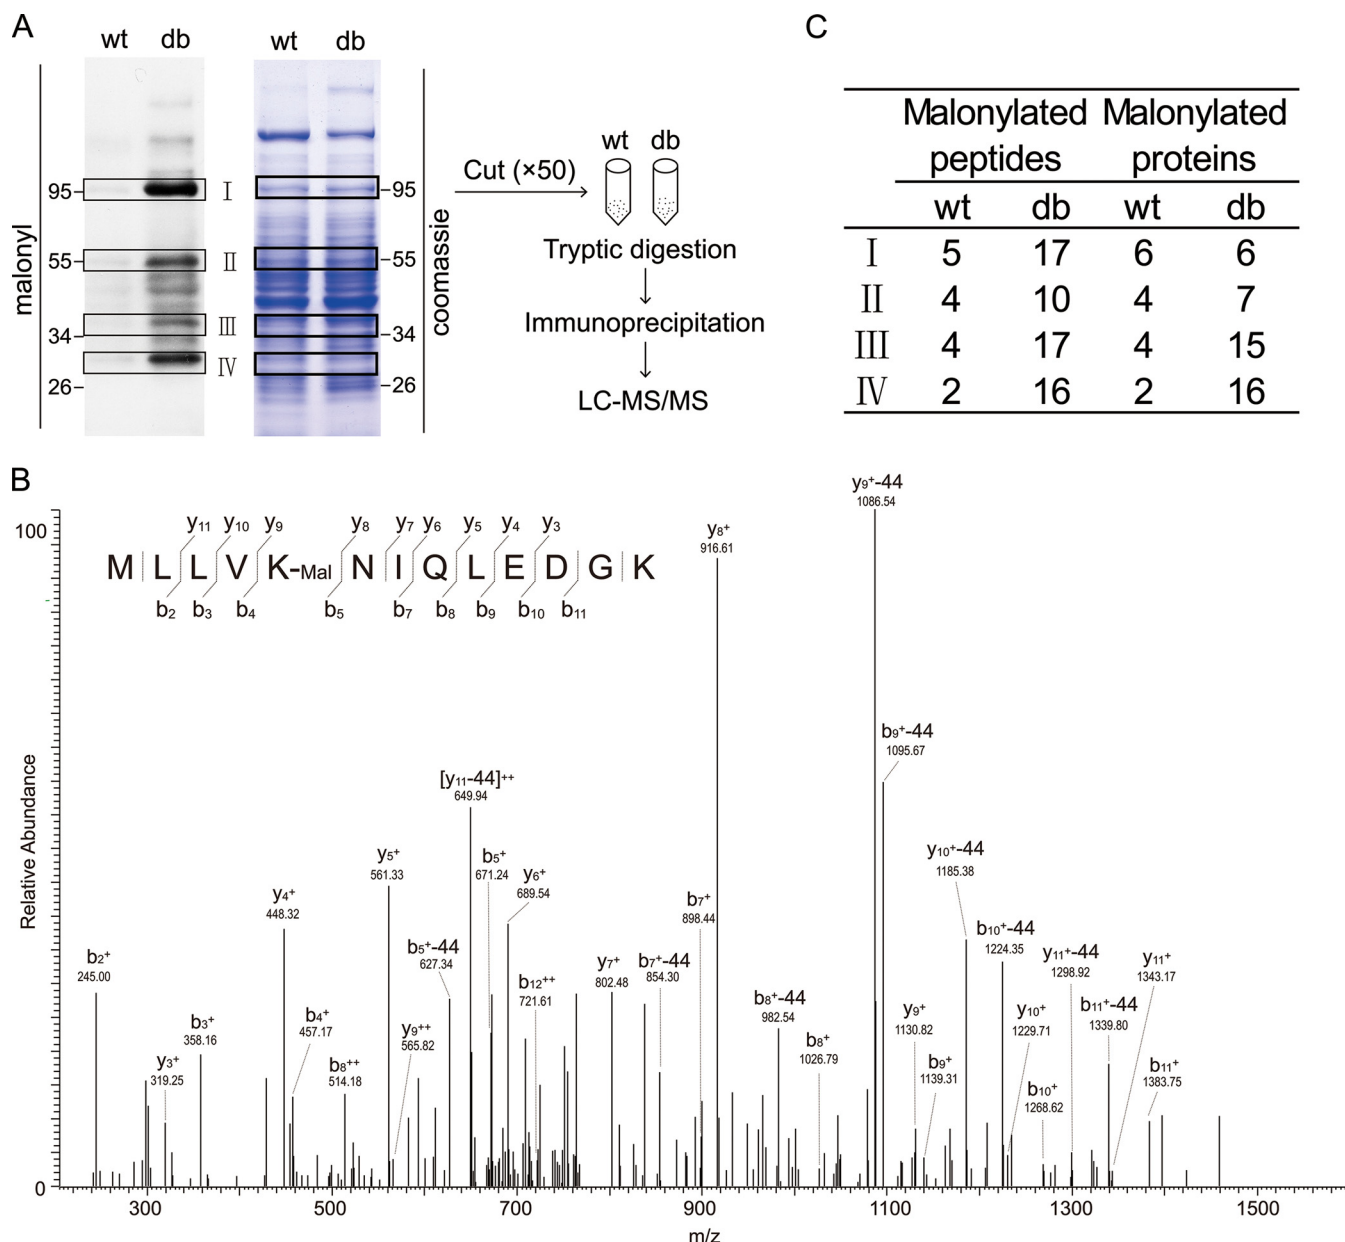 A
wt db wt db
malonyl
95
55
34
26
I
II
III
IV
95
55
34
26
coomassie
Cut (×50)
wt db
Tryptic digestion
Immunoprecipitation
LC-MS/MS
C
Malonylated Malonylated
peptides proteins
wt db wt db
I 5 17 6 6
II 4 10 4 7
III 4 17 4 15
IV 2 16 2 16
B
y11 y10 y9 y8 y7 y6 y5 y4 y3
M L L V K-Mal N I Q L E D G K
b2 b3 b4 b5 b7 b8 b9 b10 b11
Relative Abundance
100
0
b2+
245.00
y3+
319.25
b3+
358.16
y4+
448.32
b4+
457.17
b8++
514.18
y5+
561.33
y9++
565.82
b5+-44
627.34
[y11-44]++
649.94
b5+
671.24
y6+
689.54
b12++
721.61
y7+
802.48
b7+-44
854.30
b7+
898.44
y8+
916.61
b8+-44
982.54
b8+
1026.79
y9+-44
1086.54
b9+-44
1095.67
y9+
1130.82
b9+
1139.31
y10+-44
1185.38
b10+-44
1224.35
y10+
1229.71
b10+
1268.62
y11+-44
1298.92
b11+-44
1339.80
y11+
1343.17
b11+
1383.75
300 500 700 900 1100 1300 1500
m/z